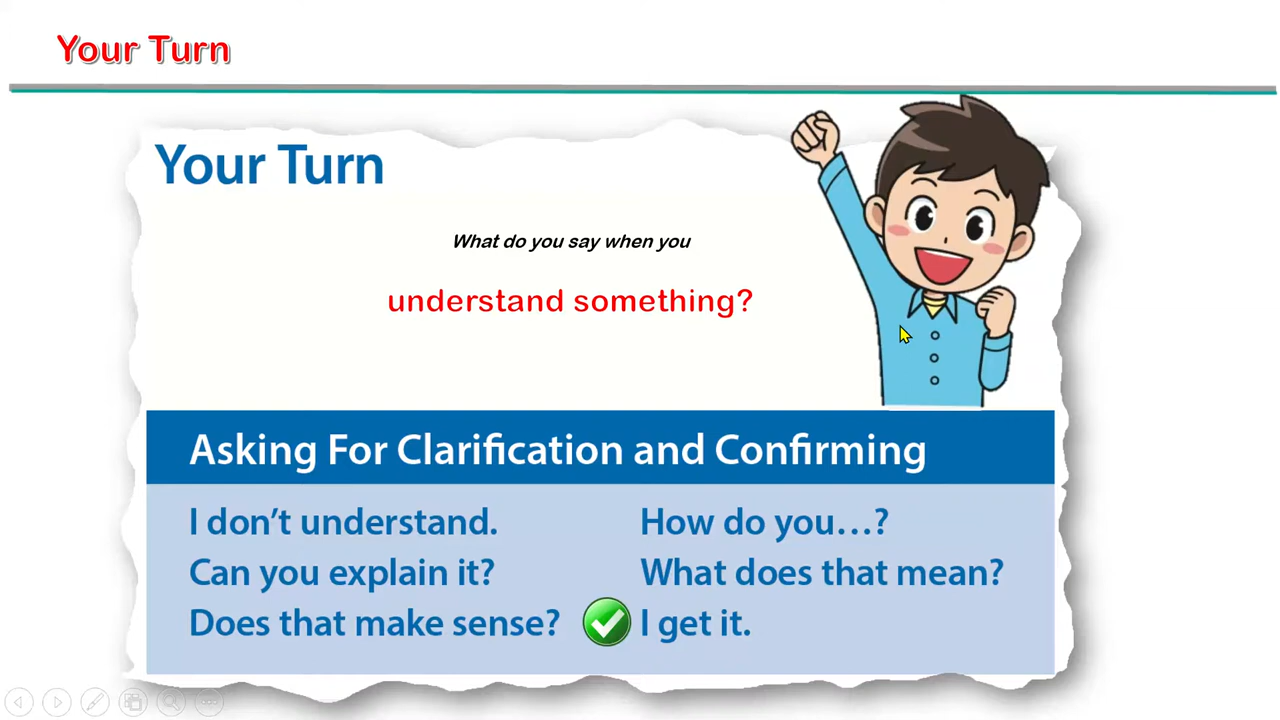 Your Turn
Your Turn
What do you say when you
understand something?
Asking For Clarification and Confirming
I don’t understand.
How do you…?
Can you explain it?
What does that mean?
Does that make sense?
I get it.